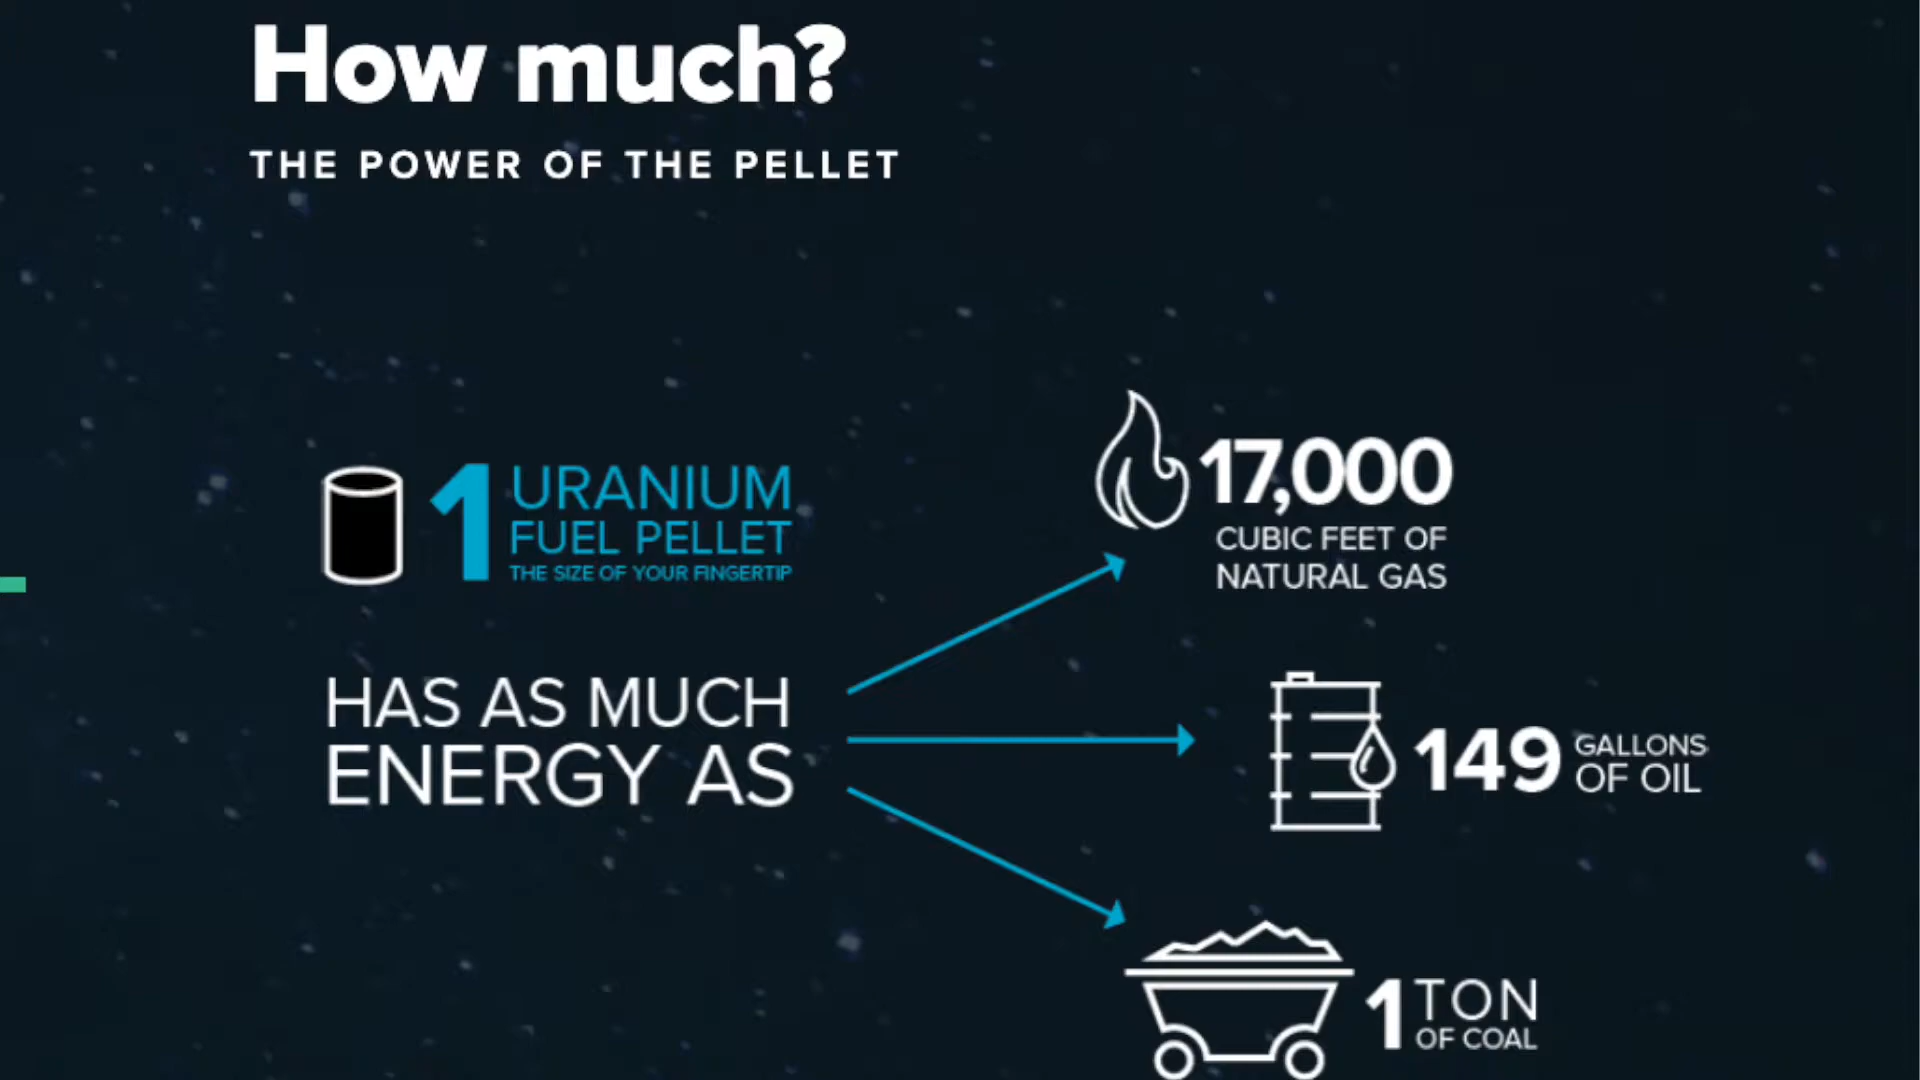 How much?
THE POWER OF THE PELLET
1 URANIUM
FUEL PELLET
THE SIZE OF YOUR FINGERTIP
HAS AS MUCH
ENERGY AS
17,000
CUBIC FEET OF
NATURAL GAS
149 GALLONS
OF OIL
1 TON
OF COAL